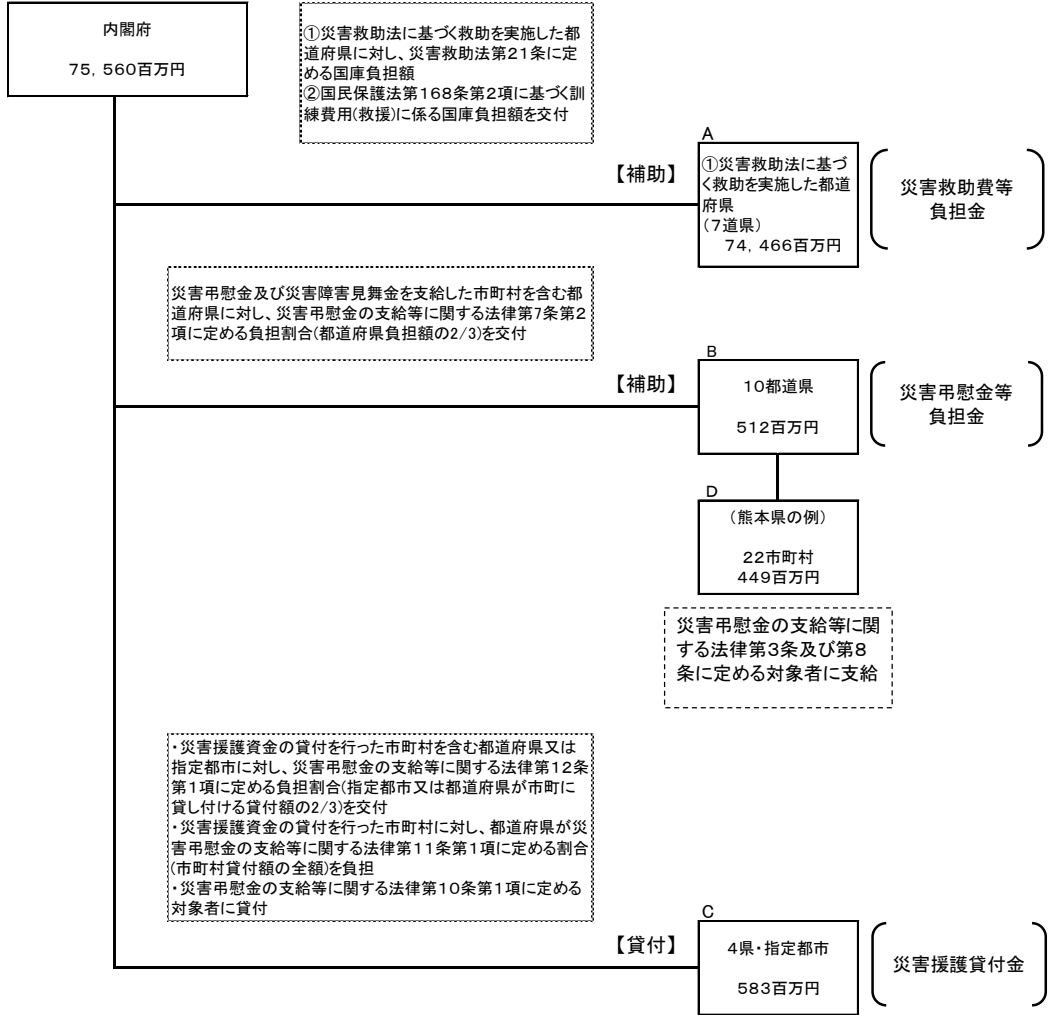 内閣府
75,560百万円
①災害救助法に基づく救助を実施した都
道府県に対し、災害救助法第21条に定
める国庫負担額
②国民保護法第168条第2項に基づく訓
練費用(救援)に係る国庫負担額を交付
A
【補助】
①災害救助法に基づ
く救助を実施した都道
府県
(7道県)
74,466百万円
災害救助費等
負担金
災害弔慰金及び災害障害見舞金を支給した市町村を含む都
道府県に対し、災害弔慰金の支給等に関する法律第7条第2
項に定める負担割合(都道府県負担額の2/3)を交付
B
【補助】
10都道県
512百万円
災害弔慰金等
負担金
D
(熊本県の例)
22市町村
449百万円
災害弔慰金の支給等に関
する法律第3条及び第8
条に定める対象者に支給
・災害援護資金の貸付を行った市町村を含む都道府県又は
指定都市に対し、災害弔慰金の支給等に関する法律第12条
第1項に定める負担割合(指定都市又は都道府県が市町に
貸し付ける貸付額の2/3)を交付
・災害援護資金の貸付を行った市町村に対し、都道府県が災
害弔慰金の支給等に関する法律第11条第1項に定める割合
(市町村貸付額の全額)を負担
・災害弔慰金の支給等に関する法律第10条第1項に定める
対象者に貸付
C
【貸付】
4県・指定都市
583百万円
災害援護貸付金